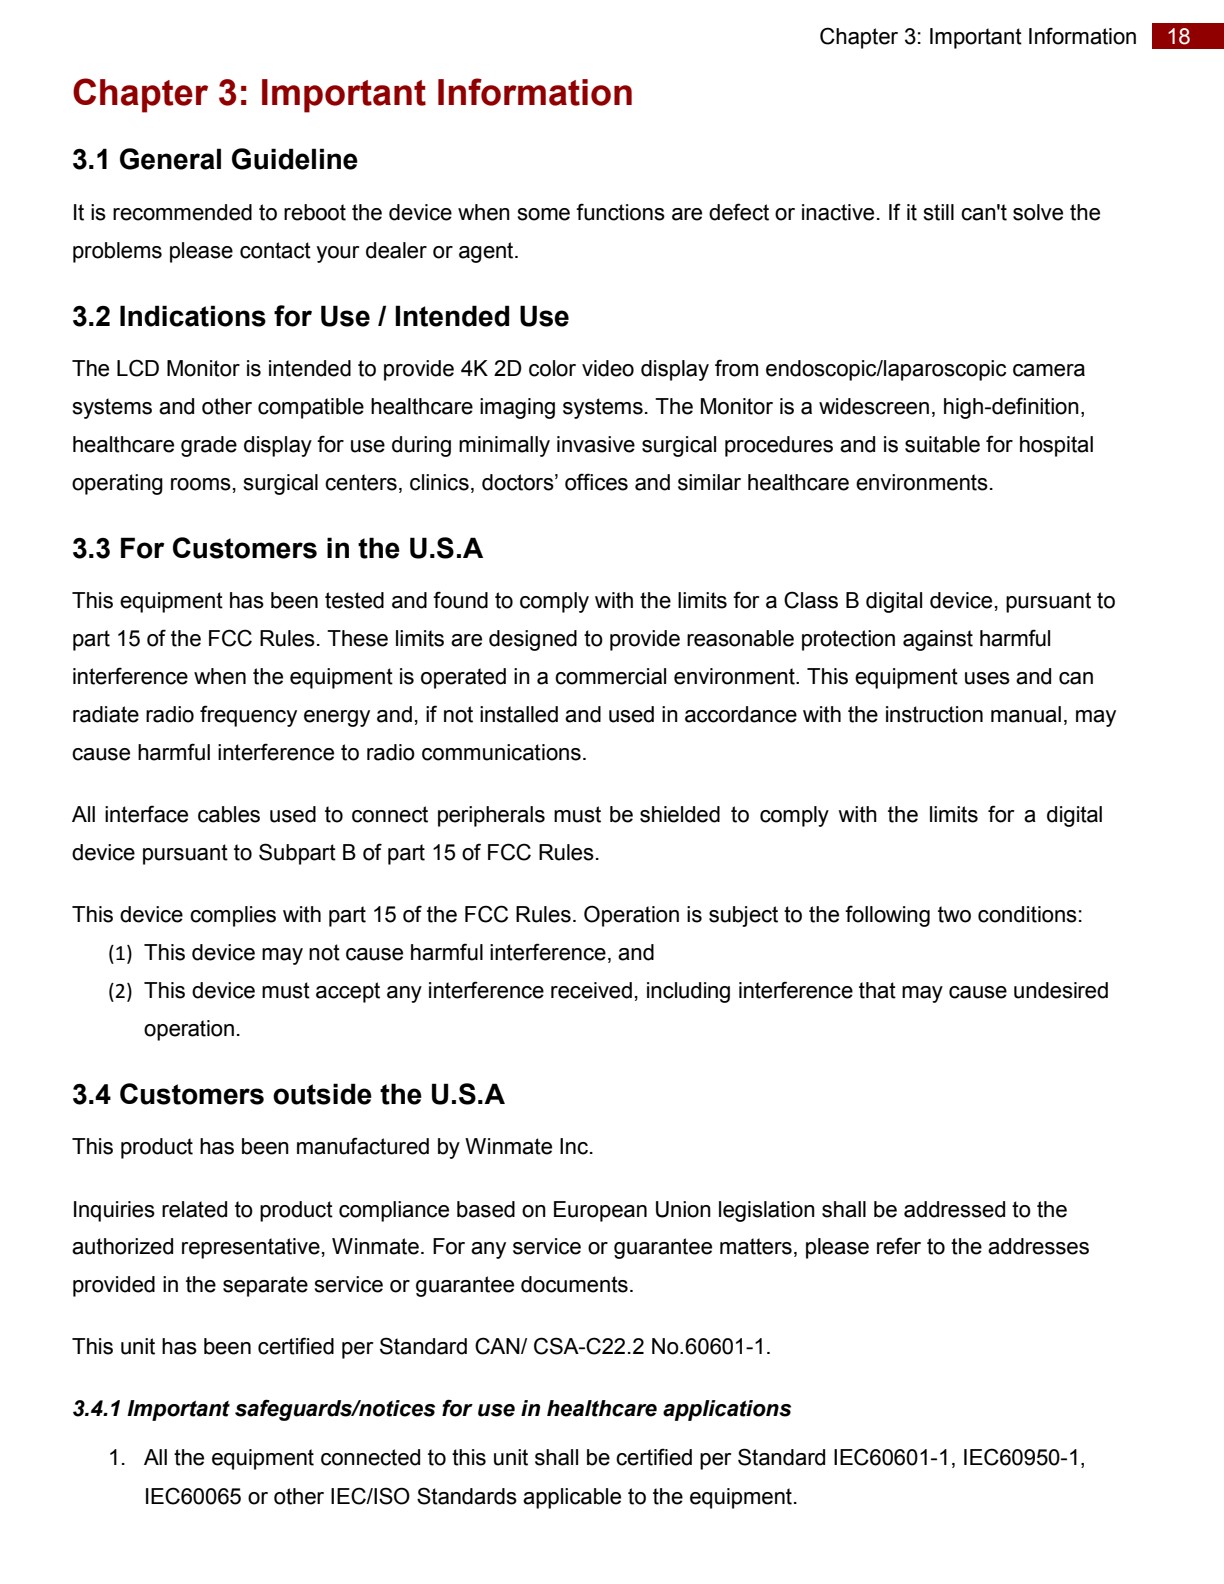 Chapter 3: Important Information 18
Chapter 3: Important Information
3.1 General Guideline
It is recommended to reboot the device when some functions are defect or inactive. If it still can't solve the
problems please contact your dealer or agent.
3.2 Indications for Use / Intended Use
The LCD Monitor is intended to provide 4K 2D color video display from endoscopic/laparoscopic camera
systems and other compatible healthcare imaging systems. The Monitor is a widescreen, high-definition,
healthcare grade display for use during minimally invasive surgical procedures and is suitable for hospital
operating rooms, surgical centers, clinics, doctors’ offices and similar healthcare environments.
3.3 For Customers in the U.S.A
This equipment has been tested and found to comply with the limits for a Class B digital device, pursuant to
part 15 of the FCC Rules. These limits are designed to provide reasonable protection against harmful
interference when the equipment is operated in a commercial environment. This equipment uses and can
radiate radio frequency energy and, if not installed and used in accordance with the instruction manual, may
cause harmful interference to radio communications.
All interface cables used to connect peripherals must be shielded to comply with the limits for a digital
device pursuant to Subpart B of part 15 of FCC Rules.
This device complies with part 15 of the FCC Rules. Operation is subject to the following two conditions:
(1) This device may not cause harmful interference, and
(2) This device must accept any interference received, including interference that may cause undesired
operation.
3.4 Customers outside the U.S.A
This product has been manufactured by Winmate Inc.
Inquiries related to product compliance based on European Union legislation shall be addressed to the
authorized representative, Winmate. For any service or guarantee matters, please refer to the addresses
provided in the separate service or guarantee documents.
This unit has been certified per Standard CAN/ CSA-C22.2 No.60601-1.
3.4.1 Important safeguards/notices for use in healthcare applications
1. All the equipment connected to this unit shall be certified per Standard IEC60601-1, IEC60950-1,
IEC60065 or other IEC/ISO Standards applicable to the equipment.